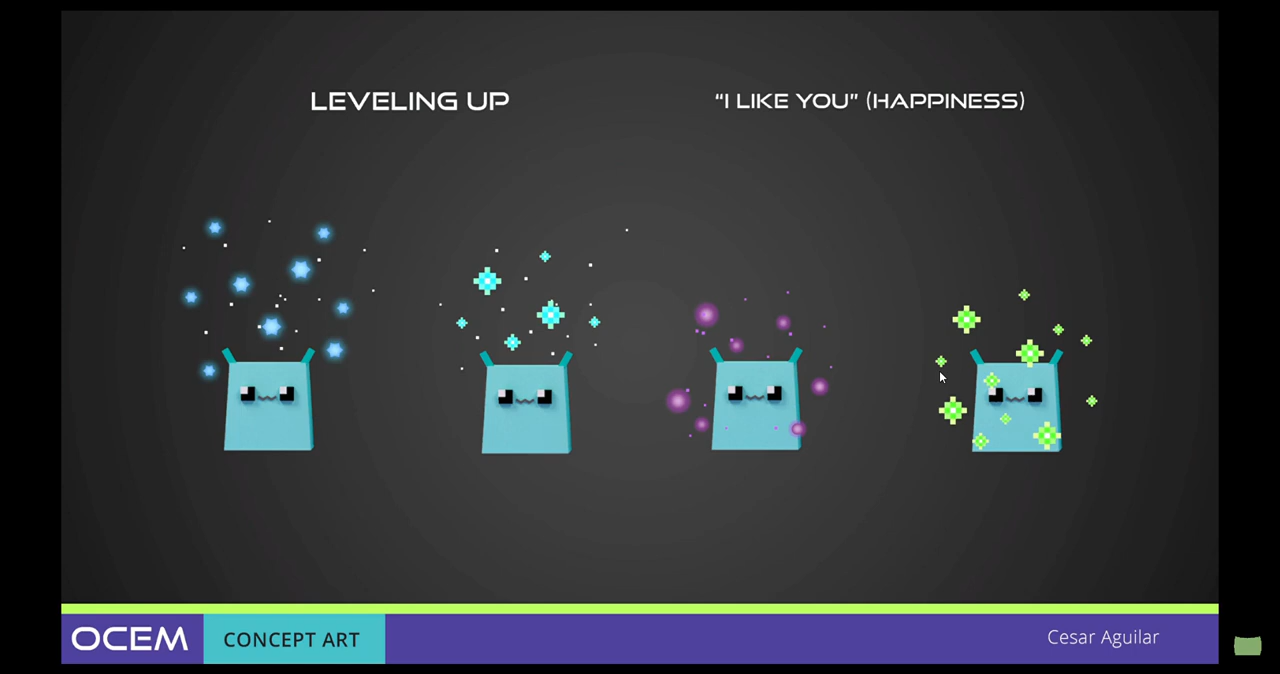 LEVELING UP
“I LIKE YOU” (HAPPINESS)
OCEM
CONCEPT ART
Cesar Aguilar